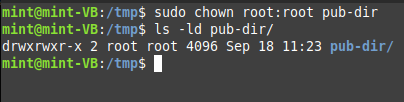 mint@mint-VB:/tmp$ sudo chown root:root pub-dir
mint@mint-VB:/tmp$ ls -ld pub-dir/
drwxrwxr-x 2 root root 4096 Sep 18 11:23 pub-dir/
mint@mint-VB:/tmp$